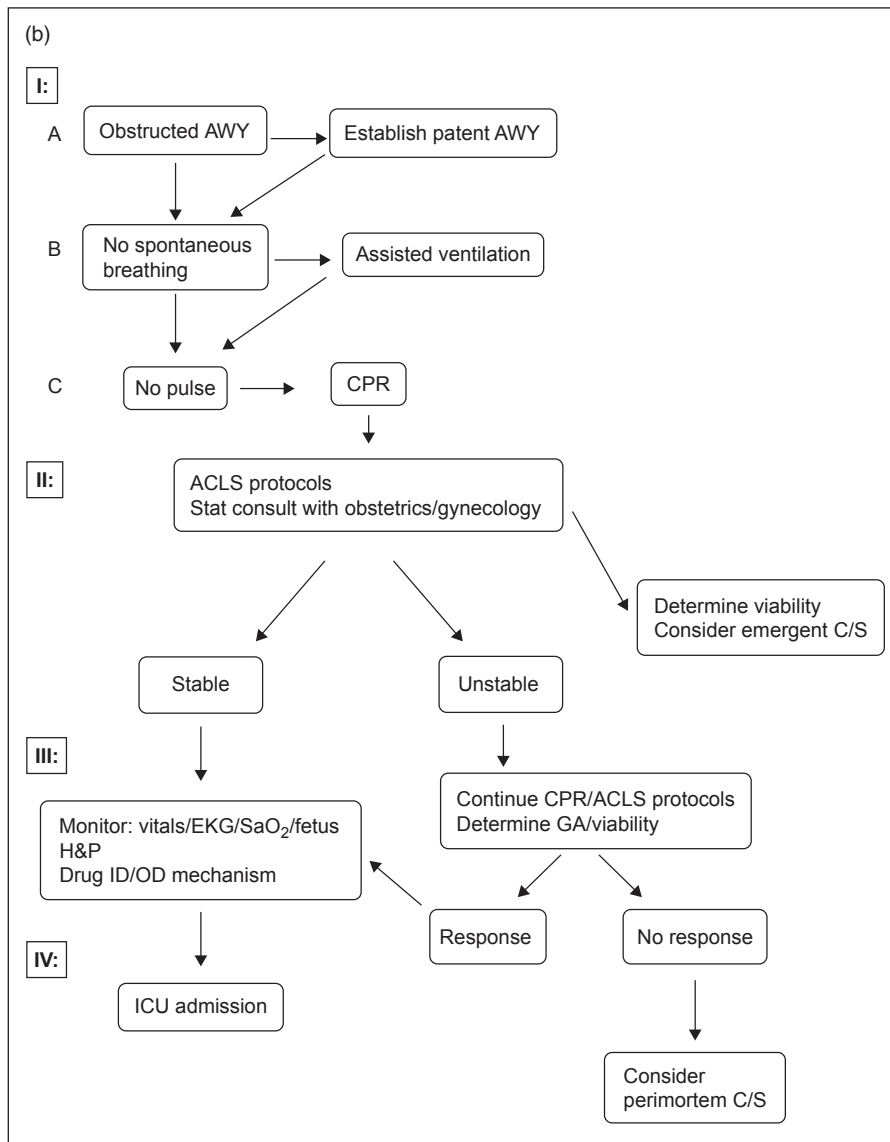 (b)
I:
A
Obstructed AWY
Establish patent AWY
B
No spontaneous
breathing
Assisted ventilation
C
No pulse
CPR
II:
ACLS protocols
Stat consult with obstetrics/gynecology
Determine viability
Consider emergent C/S
Stable
Unstable
III:
Monitor: vitals/EKG/SaO₂/fetus
H&P
Drug ID/OD mechanism
Continue CPR/ACLS protocols
Determine GA/viability
Response
No response
IV:
ICU admission
Consider
perimortem C/S